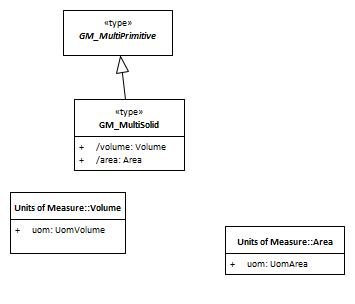 «type»
GM_MultiPrimitive
«type»
GM_MultiSolid
+ /volume: Volume
+ /area: Area
Units of Measure::Volume
+ uom: UomVolume
Units of Measure::Area
+ uom: UomArea